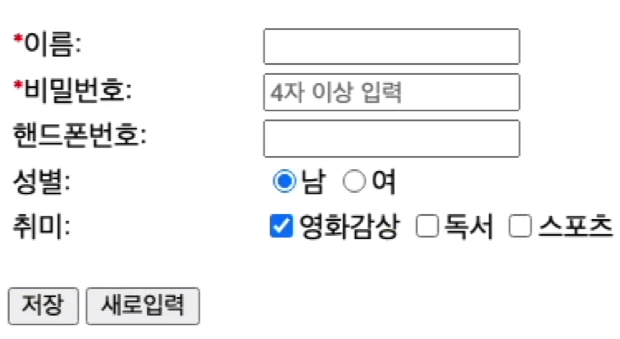 *이름:
*비밀번호: 4자 이상 입력
핸드폰번호:
성별: 남 여
취미: 영화감상 독서 스포츠
저장 새로입력